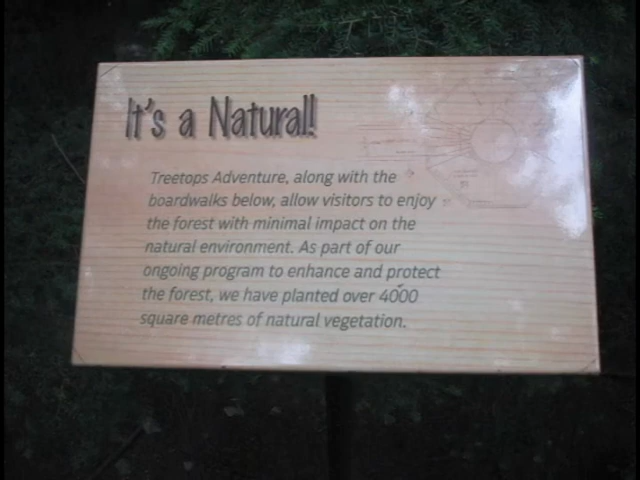 It's a Natural!
Treetops Adventure, along with the
boardwalks below, allow visitors to enjoy
the forest with minimal impact on the
natural environment. As part of our
ongoing program to enhance and protect
the forest, we have planted over 4000
square metres of natural vegetation.